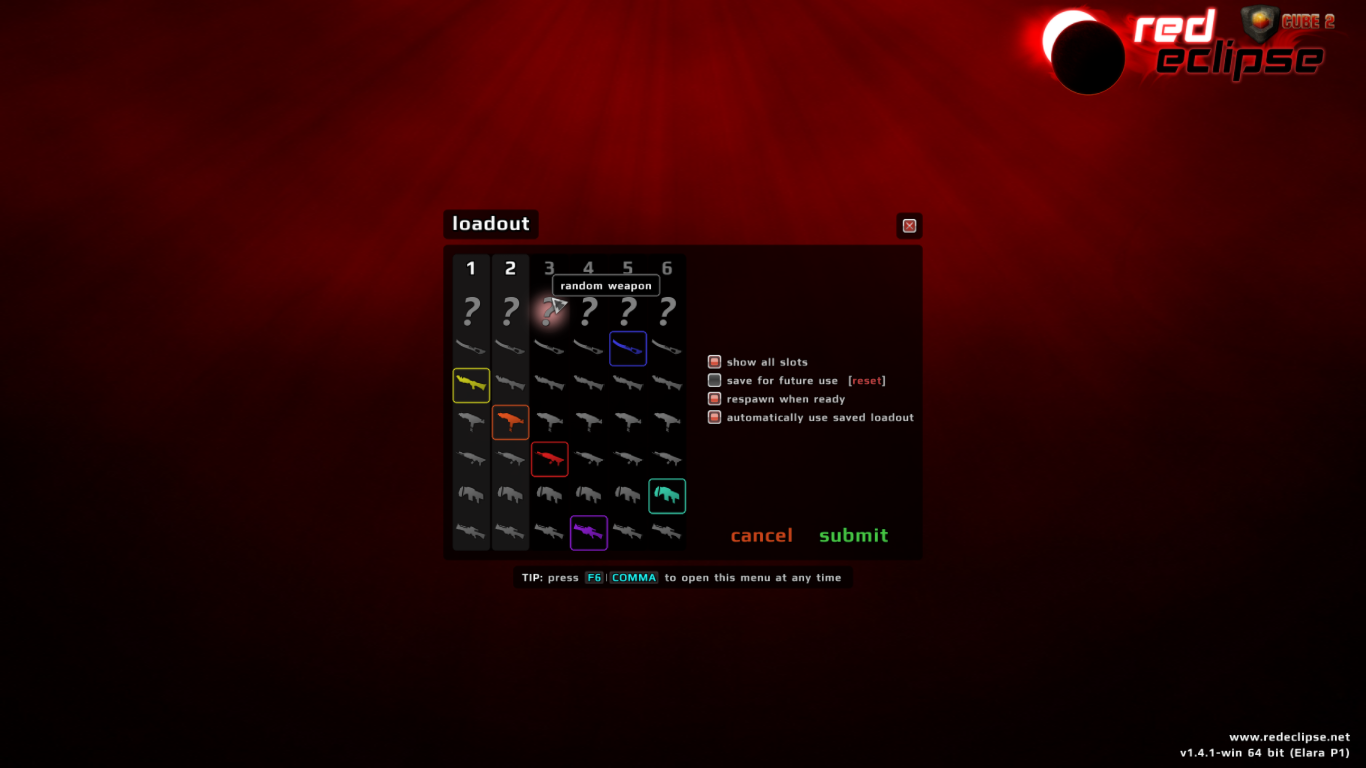 red
eclipse
CUBE 2
loadout
1 2 3 4 5 6
random weapon
? ? ? ? ? ?
show all slots
save for future use [reset]
respawn when ready
automatically use saved loadout
cancel submit
TIP: press F6 | COMMA to open this menu at any time
www.redeclipse.net
v1.4.1-win 64 bit (Elara P1)